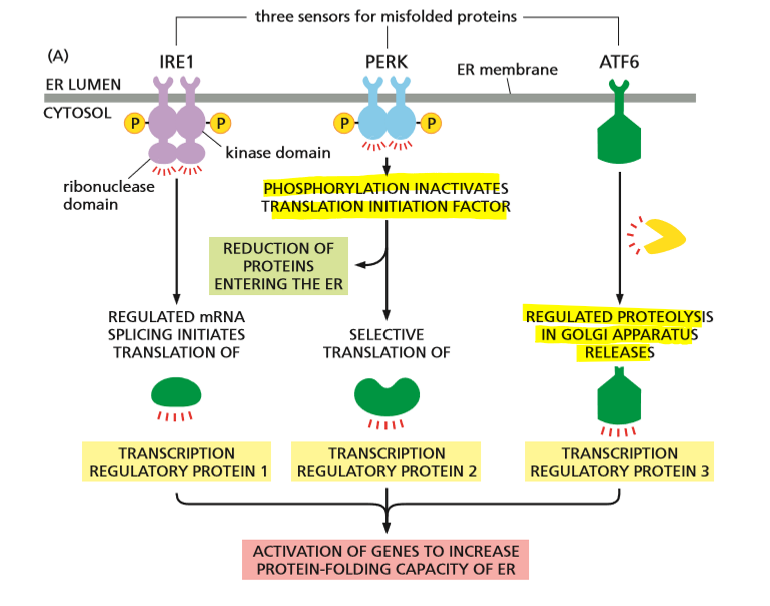 three sensors for misfolded proteins
(A)
IRE1
PERK
ATF6
ER LUMEN
ER membrane
CYTOSOL
P
P
P
P
kinase domain
ribonuclease
domain
PHOSPHORYLATION INACTIVATES
TRANSLATION INITIATION FACTOR
REDUCTION OF
PROTEINS
ENTERING THE ER
REGULATED mRNA
SPLICING INITIATES
TRANSLATION OF
SELECTIVE
TRANSLATION OF
REGULATED PROTEOLYSIS
IN GOLGI APPARATUS
RELEASES
TRANSCRIPTION
REGULATORY PROTEIN 1
TRANSCRIPTION
REGULATORY PROTEIN 2
TRANSCRIPTION
REGULATORY PROTEIN 3
ACTIVATION OF GENES TO INCREASE
PROTEIN-FOLDING CAPACITY OF ER